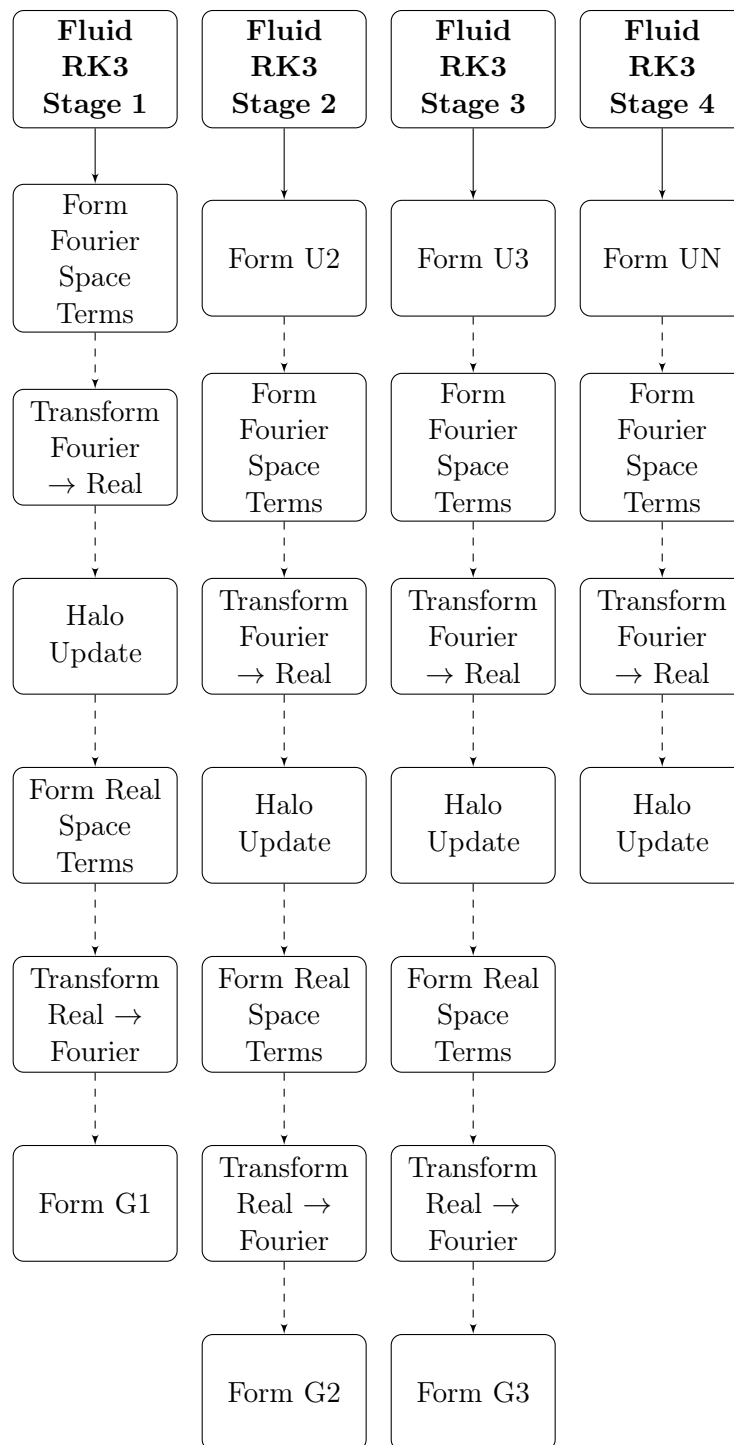 Fluid
RK3
Stage 1
Form
Fourier
Space
Terms
Transform
Fourier
→ Real
Halo
Update
Form Real
Space
Terms
Transform
Real →
Fourier
Form G1
Fluid
RK3
Stage 2
Form U2
Form
Fourier
Space
Terms
Transform
Fourier
→ Real
Halo
Update
Form Real
Space
Terms
Transform
Real →
Fourier
Form G2
Fluid
RK3
Stage 3
Form U3
Form
Fourier
Space
Terms
Transform
Fourier
→ Real
Halo
Update
Form Real
Space
Terms
Transform
Real →
Fourier
Form G3
Fluid
RK3
Stage 4
Form UN
Form
Fourier
Space
Terms
Transform
Fourier
→ Real
Halo
Update